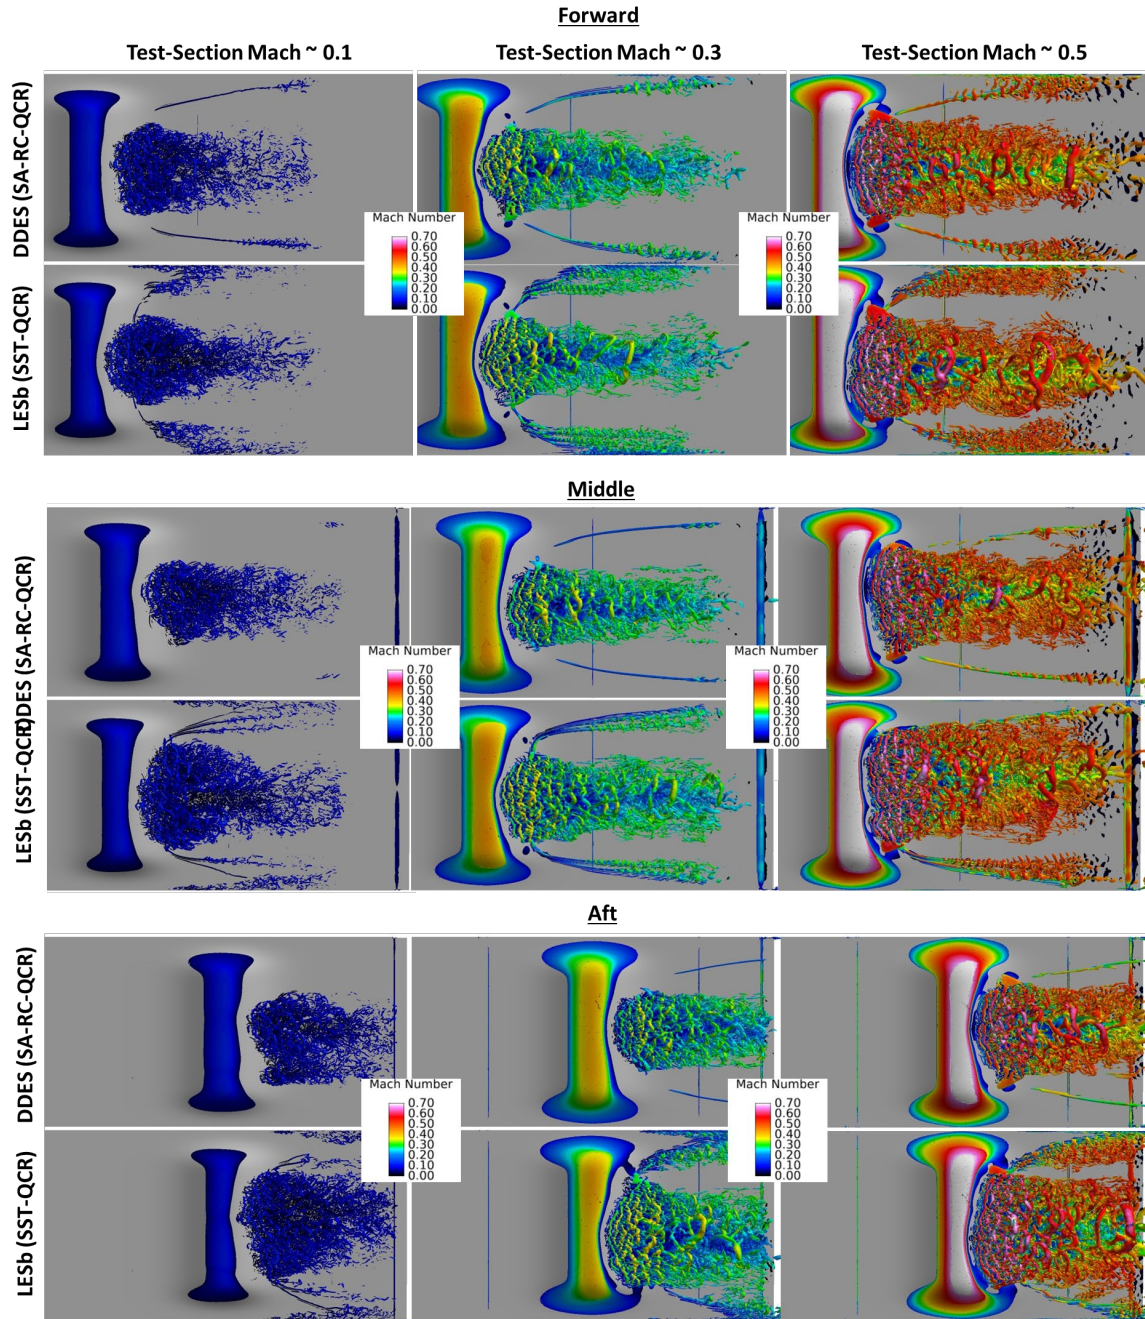 Forward
Test-Section Mach ~ 0.1
Test-Section Mach ~ 0.3
Test-Section Mach ~ 0.5
DDES (SA-RC-QCR)
Mach Number
0.70
0.60
0.50
0.40
0.30
0.20
0.10
0.00
Mach Number
0.70
0.60
0.50
0.40
0.30
0.20
0.10
0.00
LESb (SST-QCR)
Middle
DDES (SA-RC-QCR)
Mach Number
0.70
0.60
0.50
0.40
0.30
0.20
0.10
0.00
Mach Number
0.70
0.60
0.50
0.40
0.30
0.20
0.10
0.00
LESb (SST-QCR)
Aft
DDES (SA-RC-QCR)
Mach Number
0.70
0.60
0.50
0.40
0.30
0.20
0.10
0.00
Mach Number
0.70
0.60
0.50
0.40
0.30
0.20
0.10
0.00
LESb (SST-QCR)